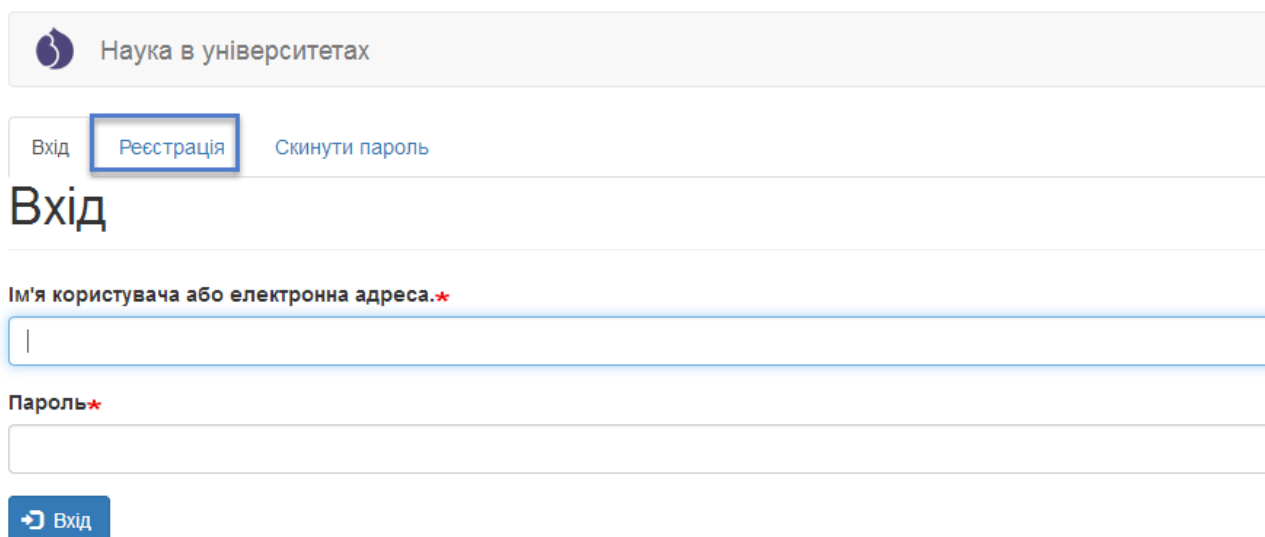 Наука в університетах
Вхід Реєстрація Скинути пароль
Вхід
Ім'я користувача або електронна адреса.*
Пароль*
Вхід